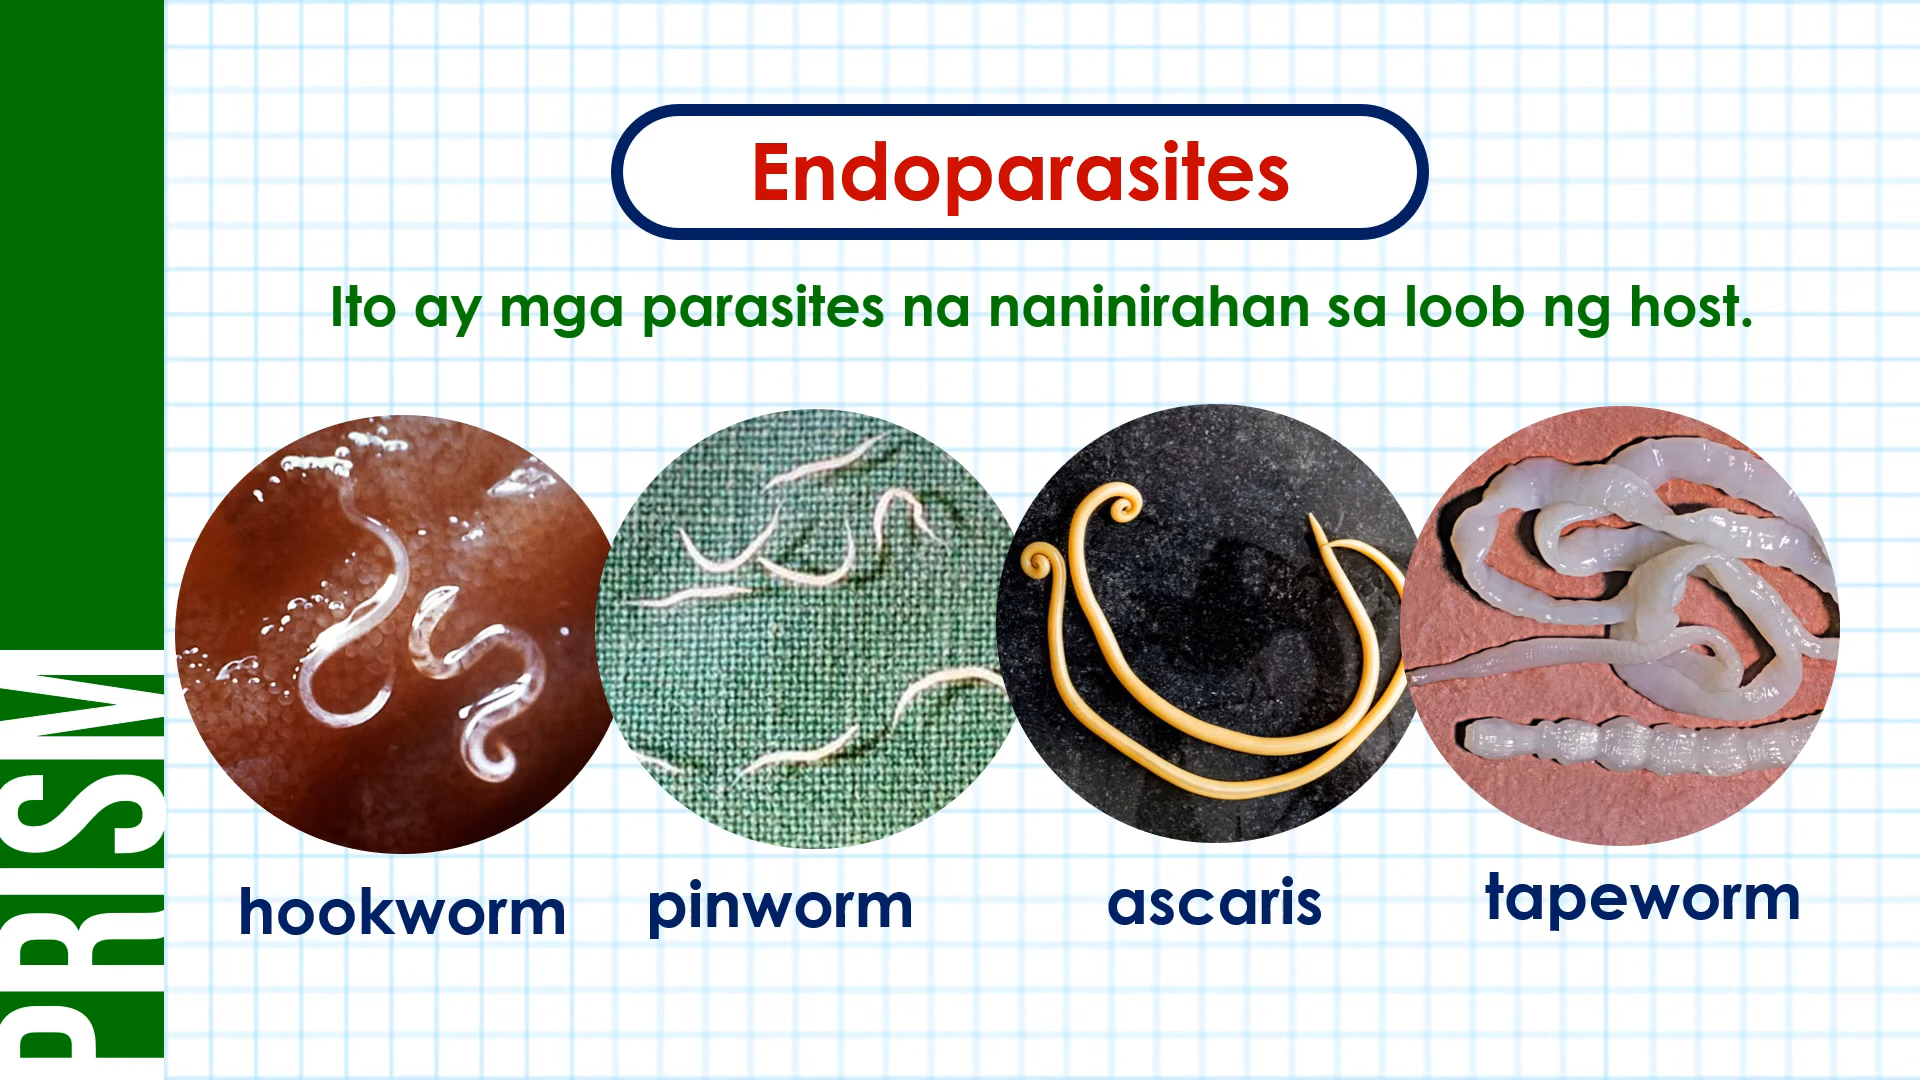 Endoparasites
Ito ay mga parasites na naninirahan sa loob ng host.
hookworm
pinworm
ascaris
tapeworm
PRISM